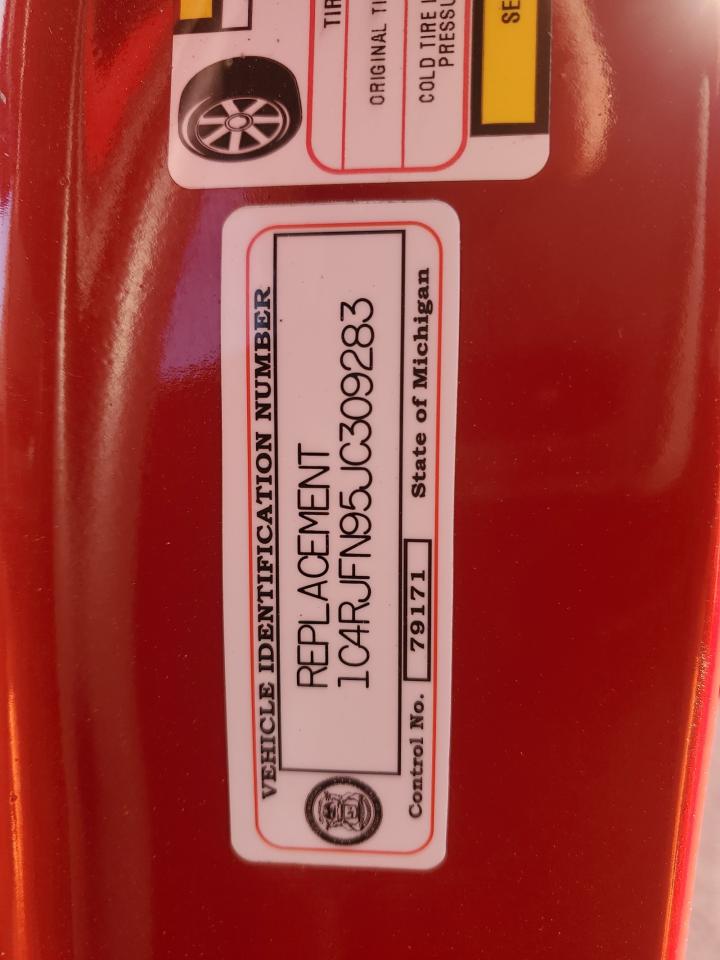 TIR
ORIGINAL TI
COLD TIRE I
PRESSU
SE
VEHICLE IDENTIFICATION NUMBER
REPLACEMENT
1C4RJFN95JC309283
Control No. 79171 State of Michigan